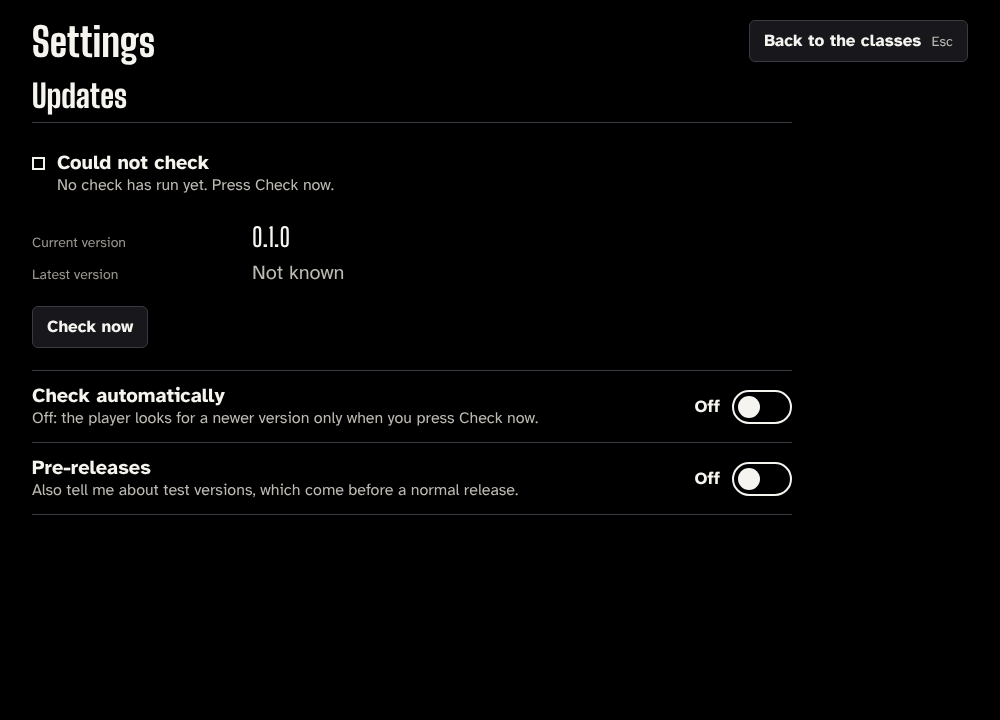 Settings
Back to the classes Esc
Updates
Could not check
No check has run yet. Press Check now.
Current version 0.1.0
Latest version Not known
Check now
Check automatically
Off: the player looks for a newer version only when you press Check now.
Off
Pre-releases
Also tell me about test versions, which come before a normal release.
Off